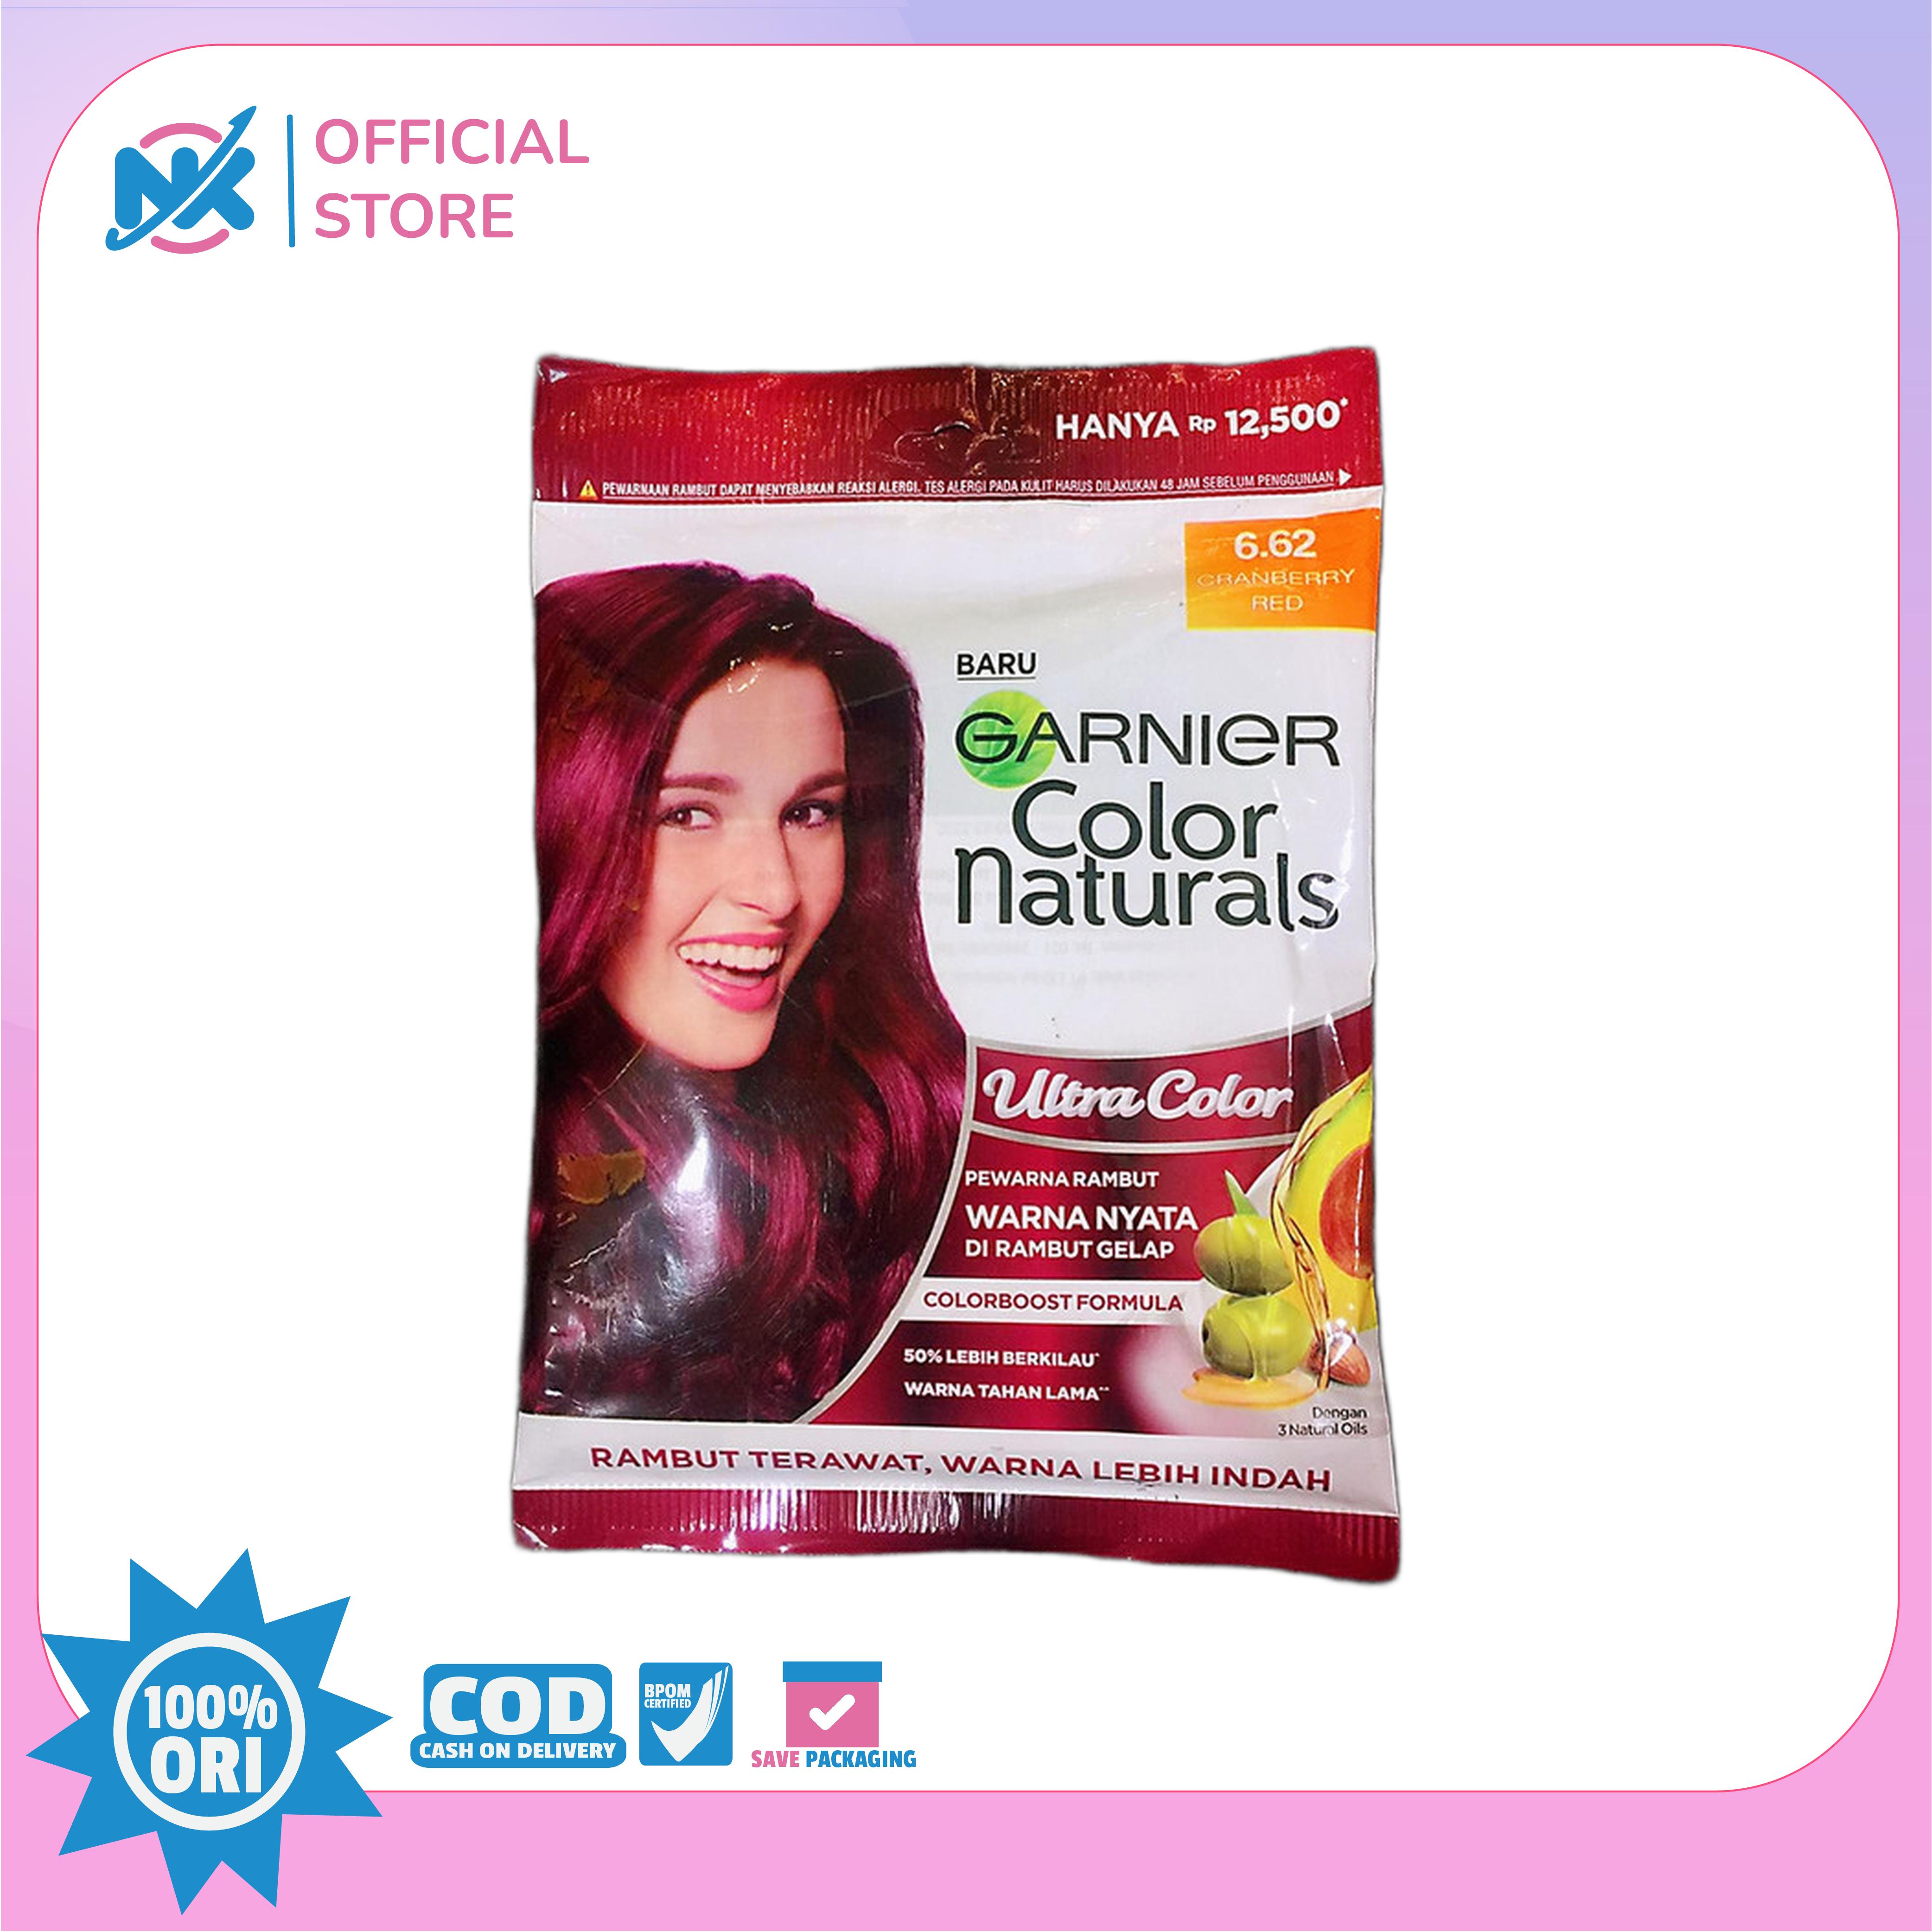 NK
OFFICIAL
STORE
HANYA Rp 12,500*
PEWARNAAN RAMBUT DAPAT MENYEBABKAN REAKSI ALERGI. TES ALERGI PADA KULIT HARUS DILAKUKAN 48 JAM SEBELUM PENGGUNAAN
6.62
CRANBERRY
RED
BARU
GARNIER
Color
Naturals
Ultra Color
PEWARNA RAMBUT
WARNA NYATA
DI RAMBUT GELAP
COLORBOOST FORMULA
50% LEBIH BERKILAU^
WARNA TAHAN LAMA^^
Dengan
3 Natural Oils
RAMBUT TERAWAT, WARNA LEBIH INDAH
100%
ORI
COD
CASH ON DELIVERY
BPOM
CERTIFIED
SAVE PACKAGING